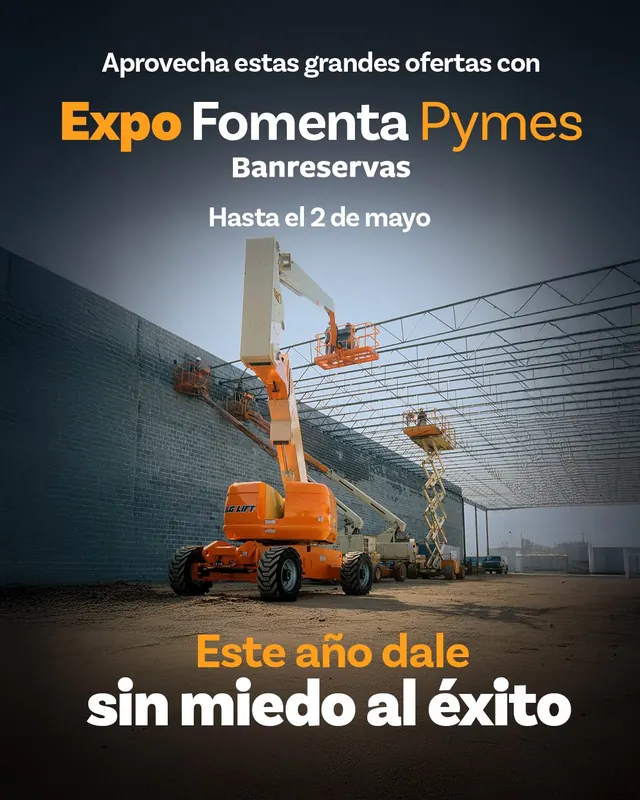 Aprovecha estas grandes ofertas con
Expo Fomenta Pymes
Banreservas
Hasta el 2 de mayo
LG LIFT
Este año dale
sin miedo al éxito